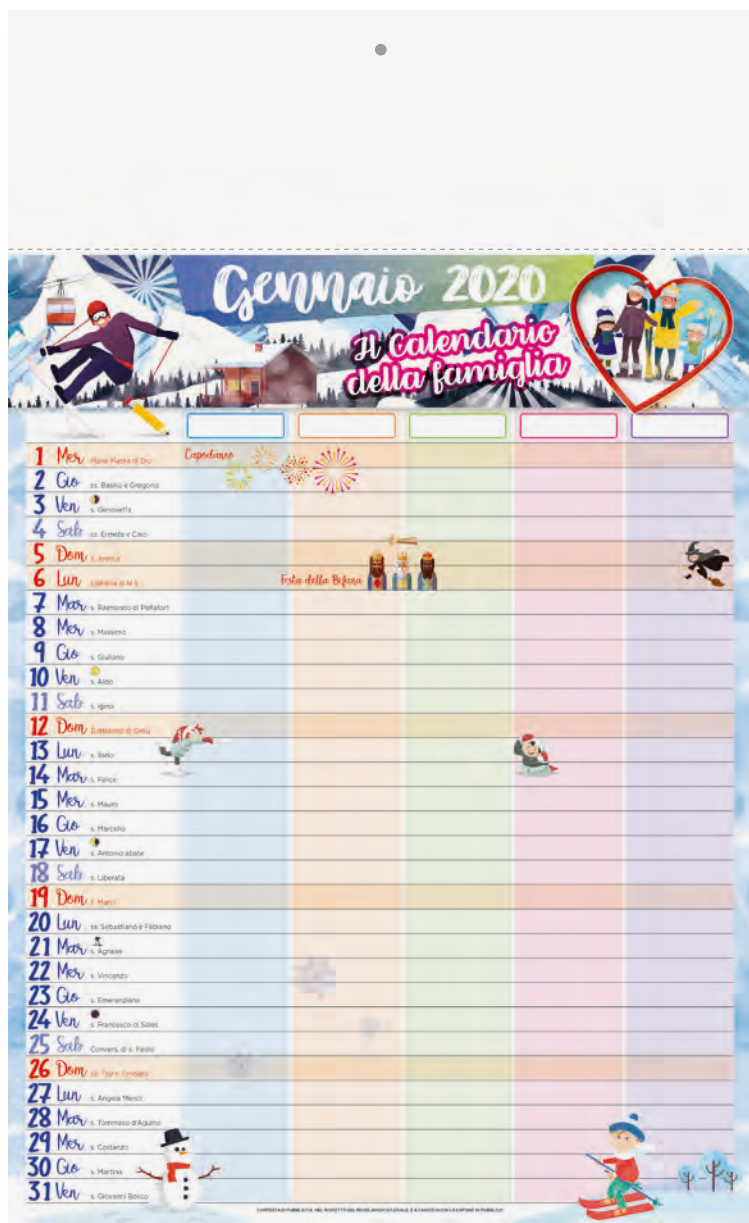 Gennaio 2020
Il Calendario
della famiglia
1 Mer Maria Madre di Dio Capodanno
2 Gio ss. Basilio e Gregorio
3 Ven s. Genoveffa
4 Sab ss. Ermete e Caio
5 Dom s. Amelia
6 Lun Epifania di N.S. Festa della Befana
7 Mar s. Raimondo di Peñafort
8 Mer s. Massimo
9 Gio s. Giuliano
10 Ven s. Aldo
11 Sab s. Igino
12 Dom Battesimo di Gesù
13 Lun s. Ilario
14 Mar s. Felice
15 Mer s. Mauro
16 Gio s. Marcello
17 Ven s. Antonio abate
18 Sab s. Liberata
19 Dom s. Mario
20 Lun ss. Sebastiano e Fabiano
21 Mar s. Agnese
22 Mer s. Vincenzo
23 Gio s. Emerenziana
24 Ven s. Francesco di Sales
25 Sab Convers. di s. Paolo
26 Dom ss. Tito e Timoteo
27 Lun s. Angela Merici
28 Mar s. Tommaso d'Aquino
29 Mer s. Costanzo
30 Gio s. Martina
31 Ven s. Giovanni Bosco